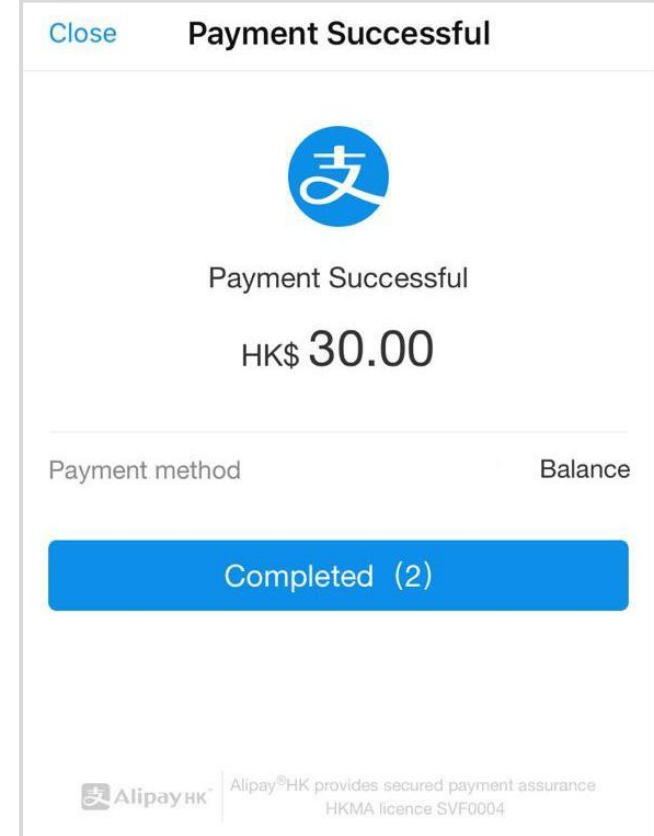 Close Payment Successful
支
Payment Successful
HK$ 30.00
Payment method Balance
Completed (2)
支 Alipay HK
Alipay®HK provides secured payment assurance
HKMA licence SVF0004